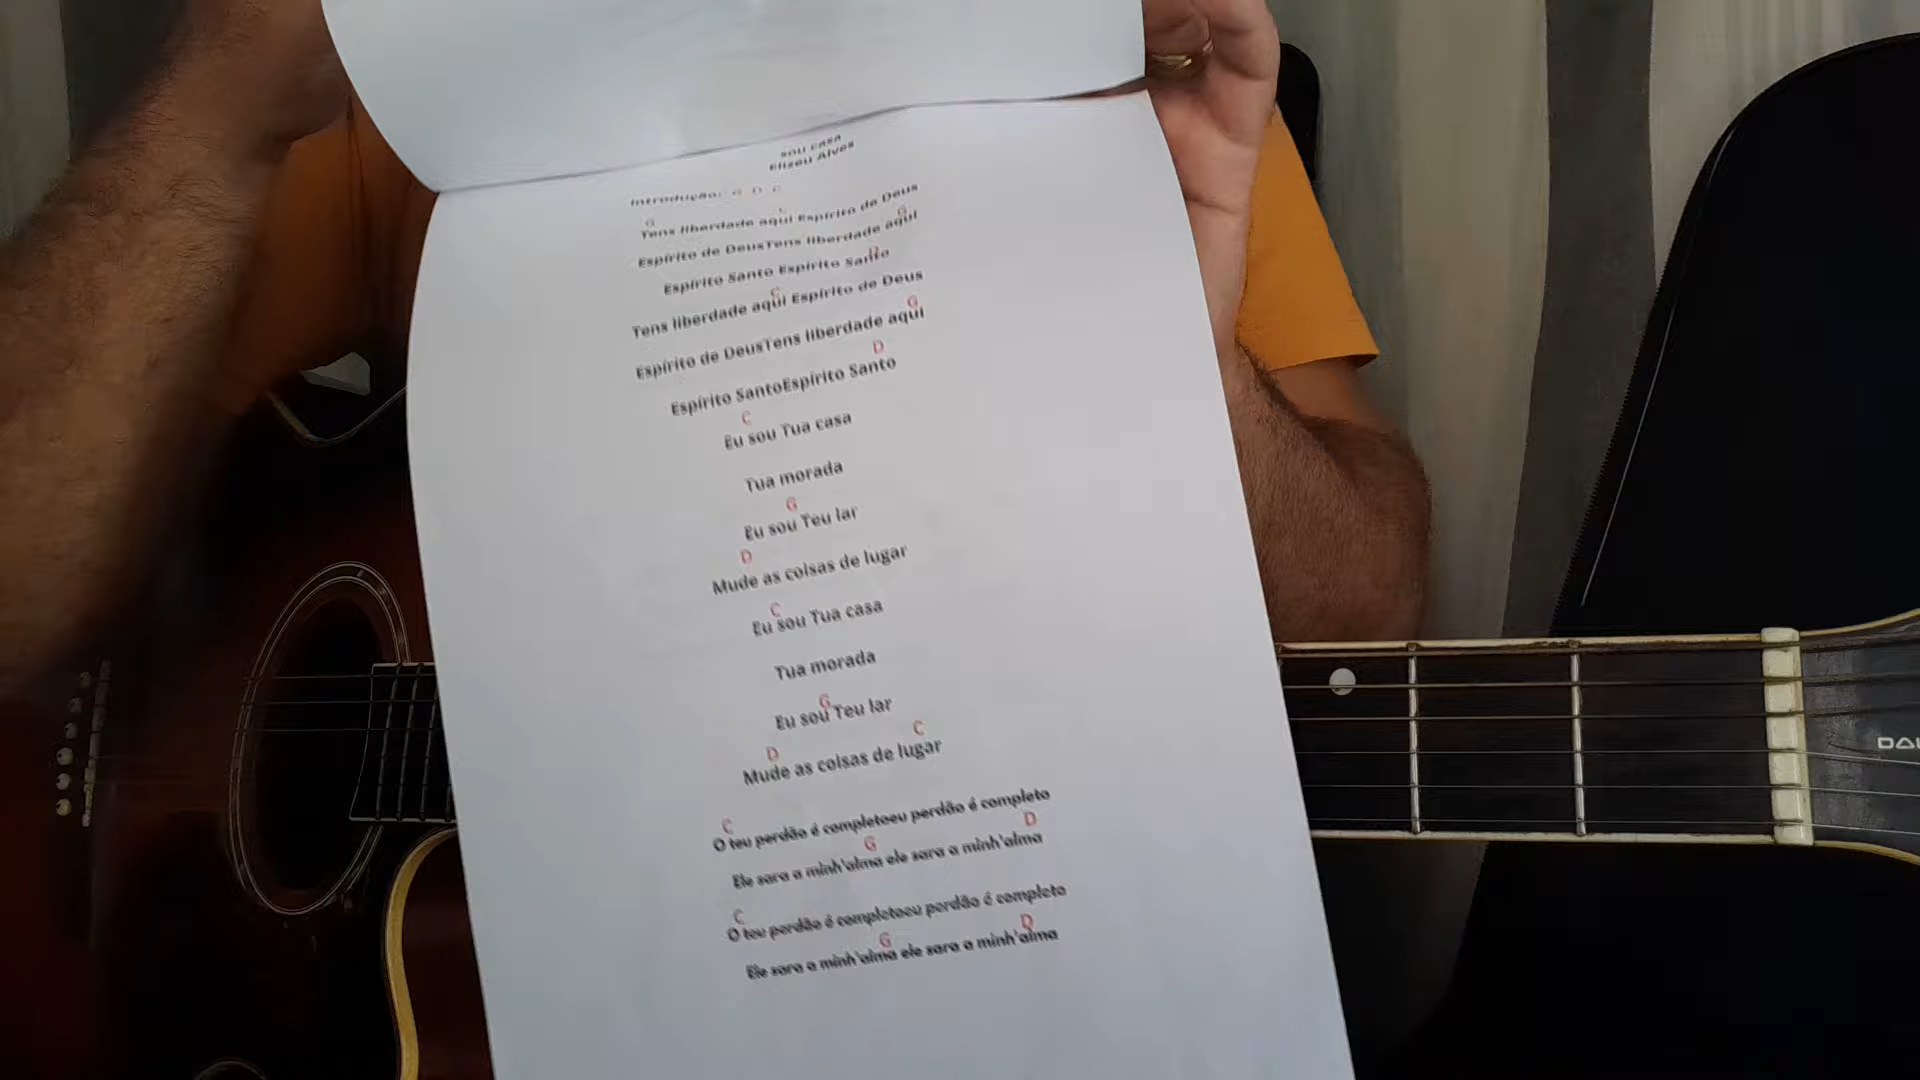 Sou casa
Eliseu Alves
Introdução: G D C
G C
Tens liberdade aqui Espírito de Deus
G
Espírito de DeusTens liberdade aqui
D
Espírito Santo Espírito Santo
C
Tens liberdade aqui Espírito de Deus
G
Espírito de DeusTens liberdade aqui
D
Espírito SantoEspírito Santo
C
Eu sou Tua casa
Tua morada
G
Eu sou Teu lar
D
Mude as coisas de lugar
C
Eu sou Tua casa
Tua morada
G
Eu sou Teu lar
D C
Mude as coisas de lugar
C
O teu perdão é completoeu perdão é completo
G D
Ele sara a minh'alma ele sara a minh'alma
C
O teu perdão é completoeu perdão é completo
G D
Ele sara a minh'alma ele sara a minh'alma